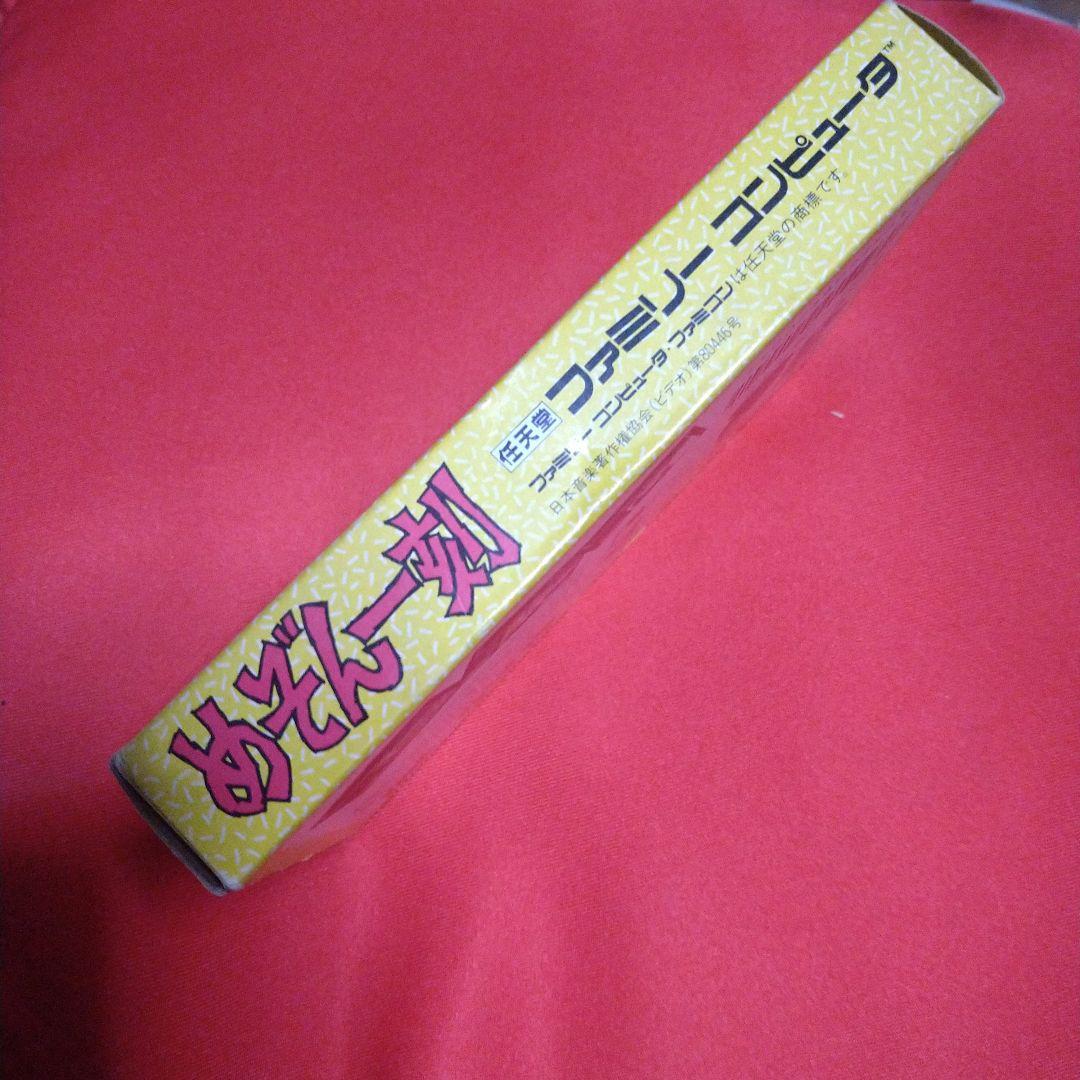 めぞん一刻
任天堂 ファミリー コンピュータ™
ファミリー コンピュータ・ファミコンは任天堂の商標です。
日本音楽著作権協会(ビデオ)第80446号